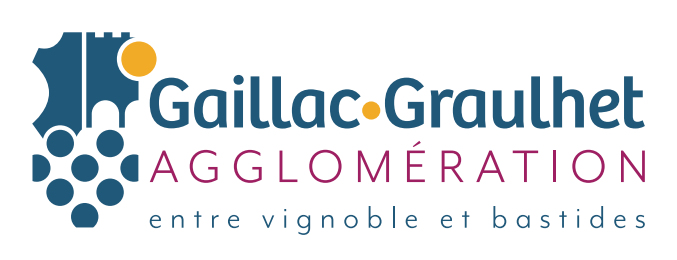 Gaillac•Graulhet
AGGLOMÉRATION
entre vignoble et bastides